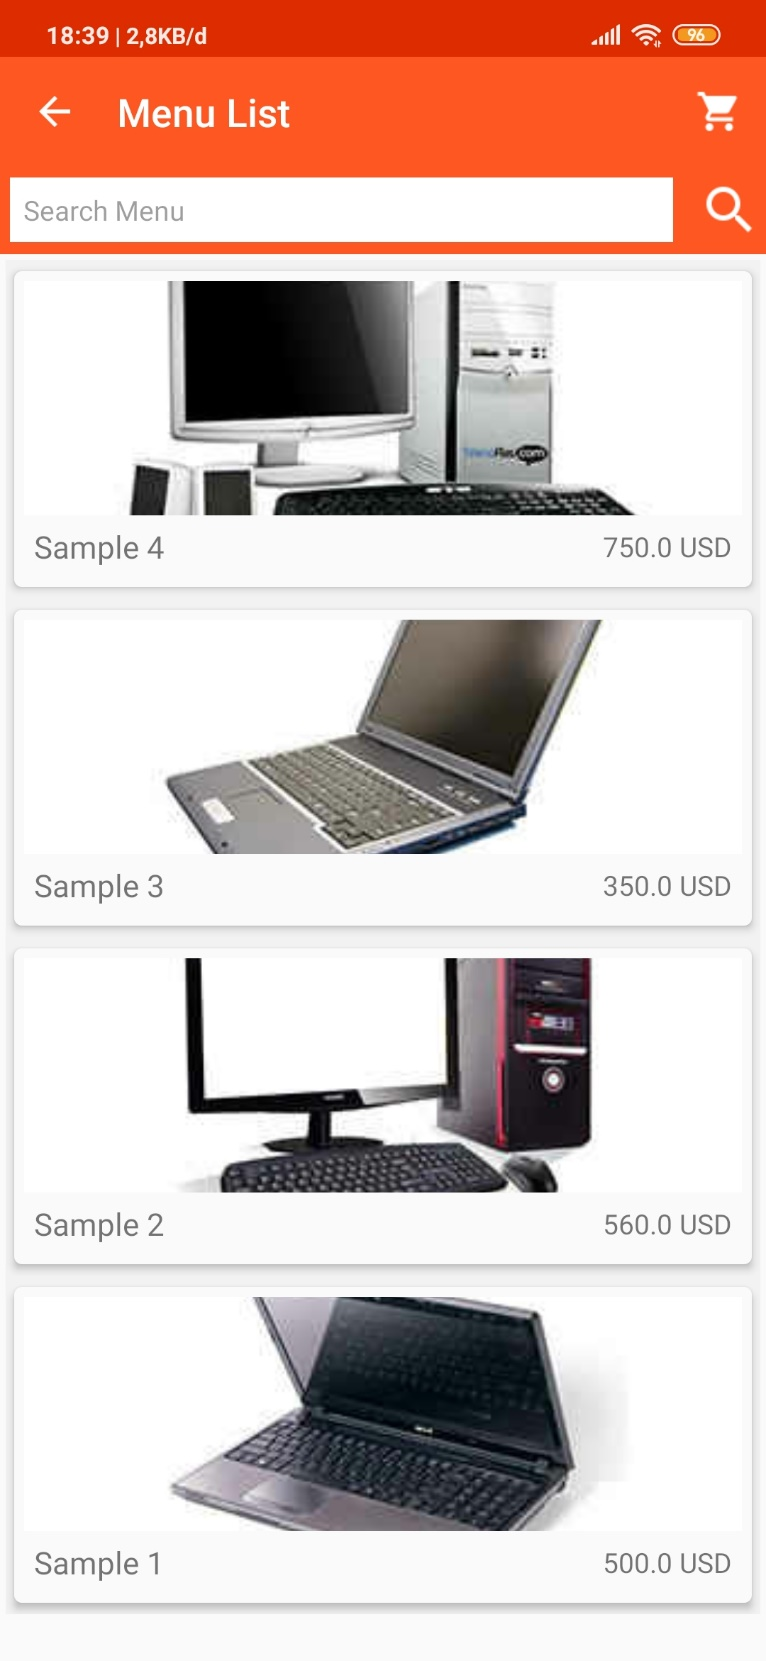 18:39 | 2,8KB/d
96
Menu List
Search Menu
Sample 4
750.0 USD
Sample 3
350.0 USD
Sample 2
560.0 USD
Sample 1
500.0 USD